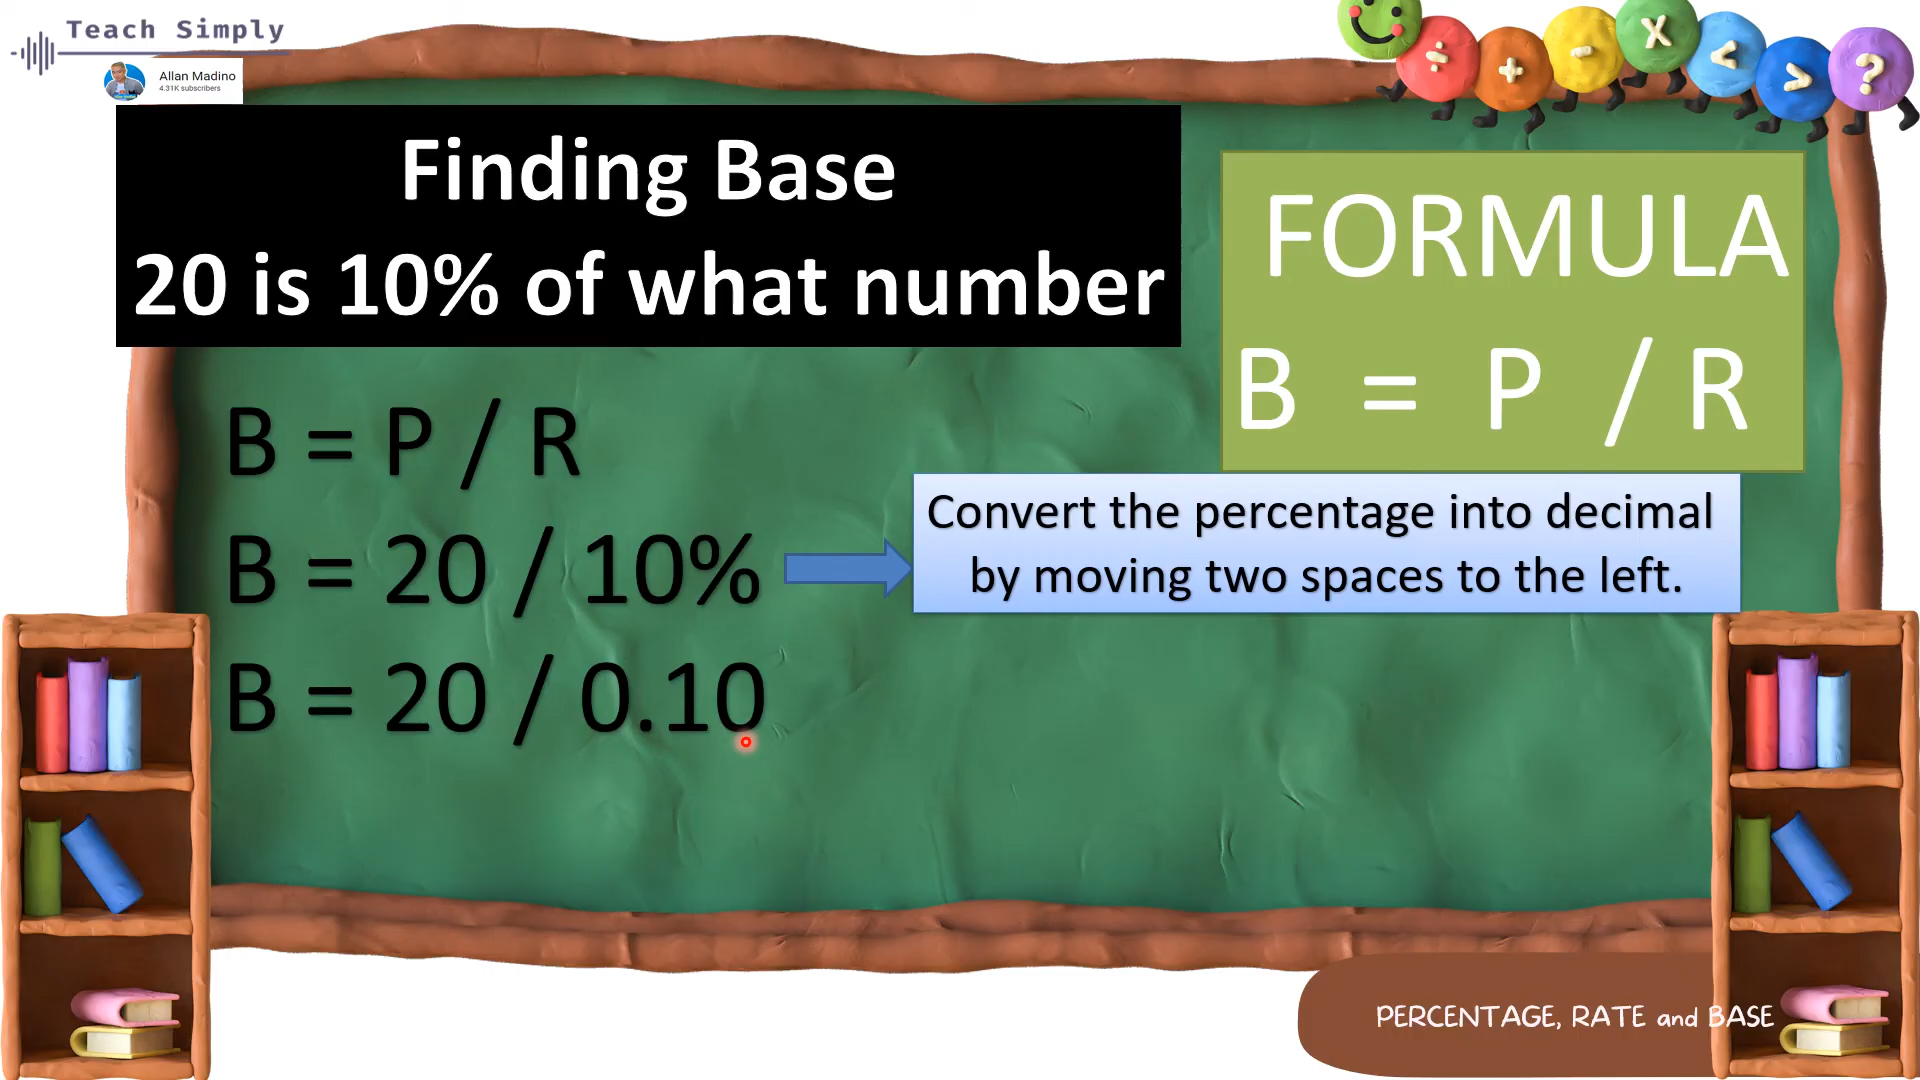 Teach Simply
Allan Madino
4.31K subscribers
÷ + - X < > ?
Finding Base
20 is 10% of what number
FORMULA
B = P / R
B = P / R
B = 20 / 10%
Convert the percentage into decimal
by moving two spaces to the left.
B = 20 / 0.10
PERCENTAGE, RATE and BASE